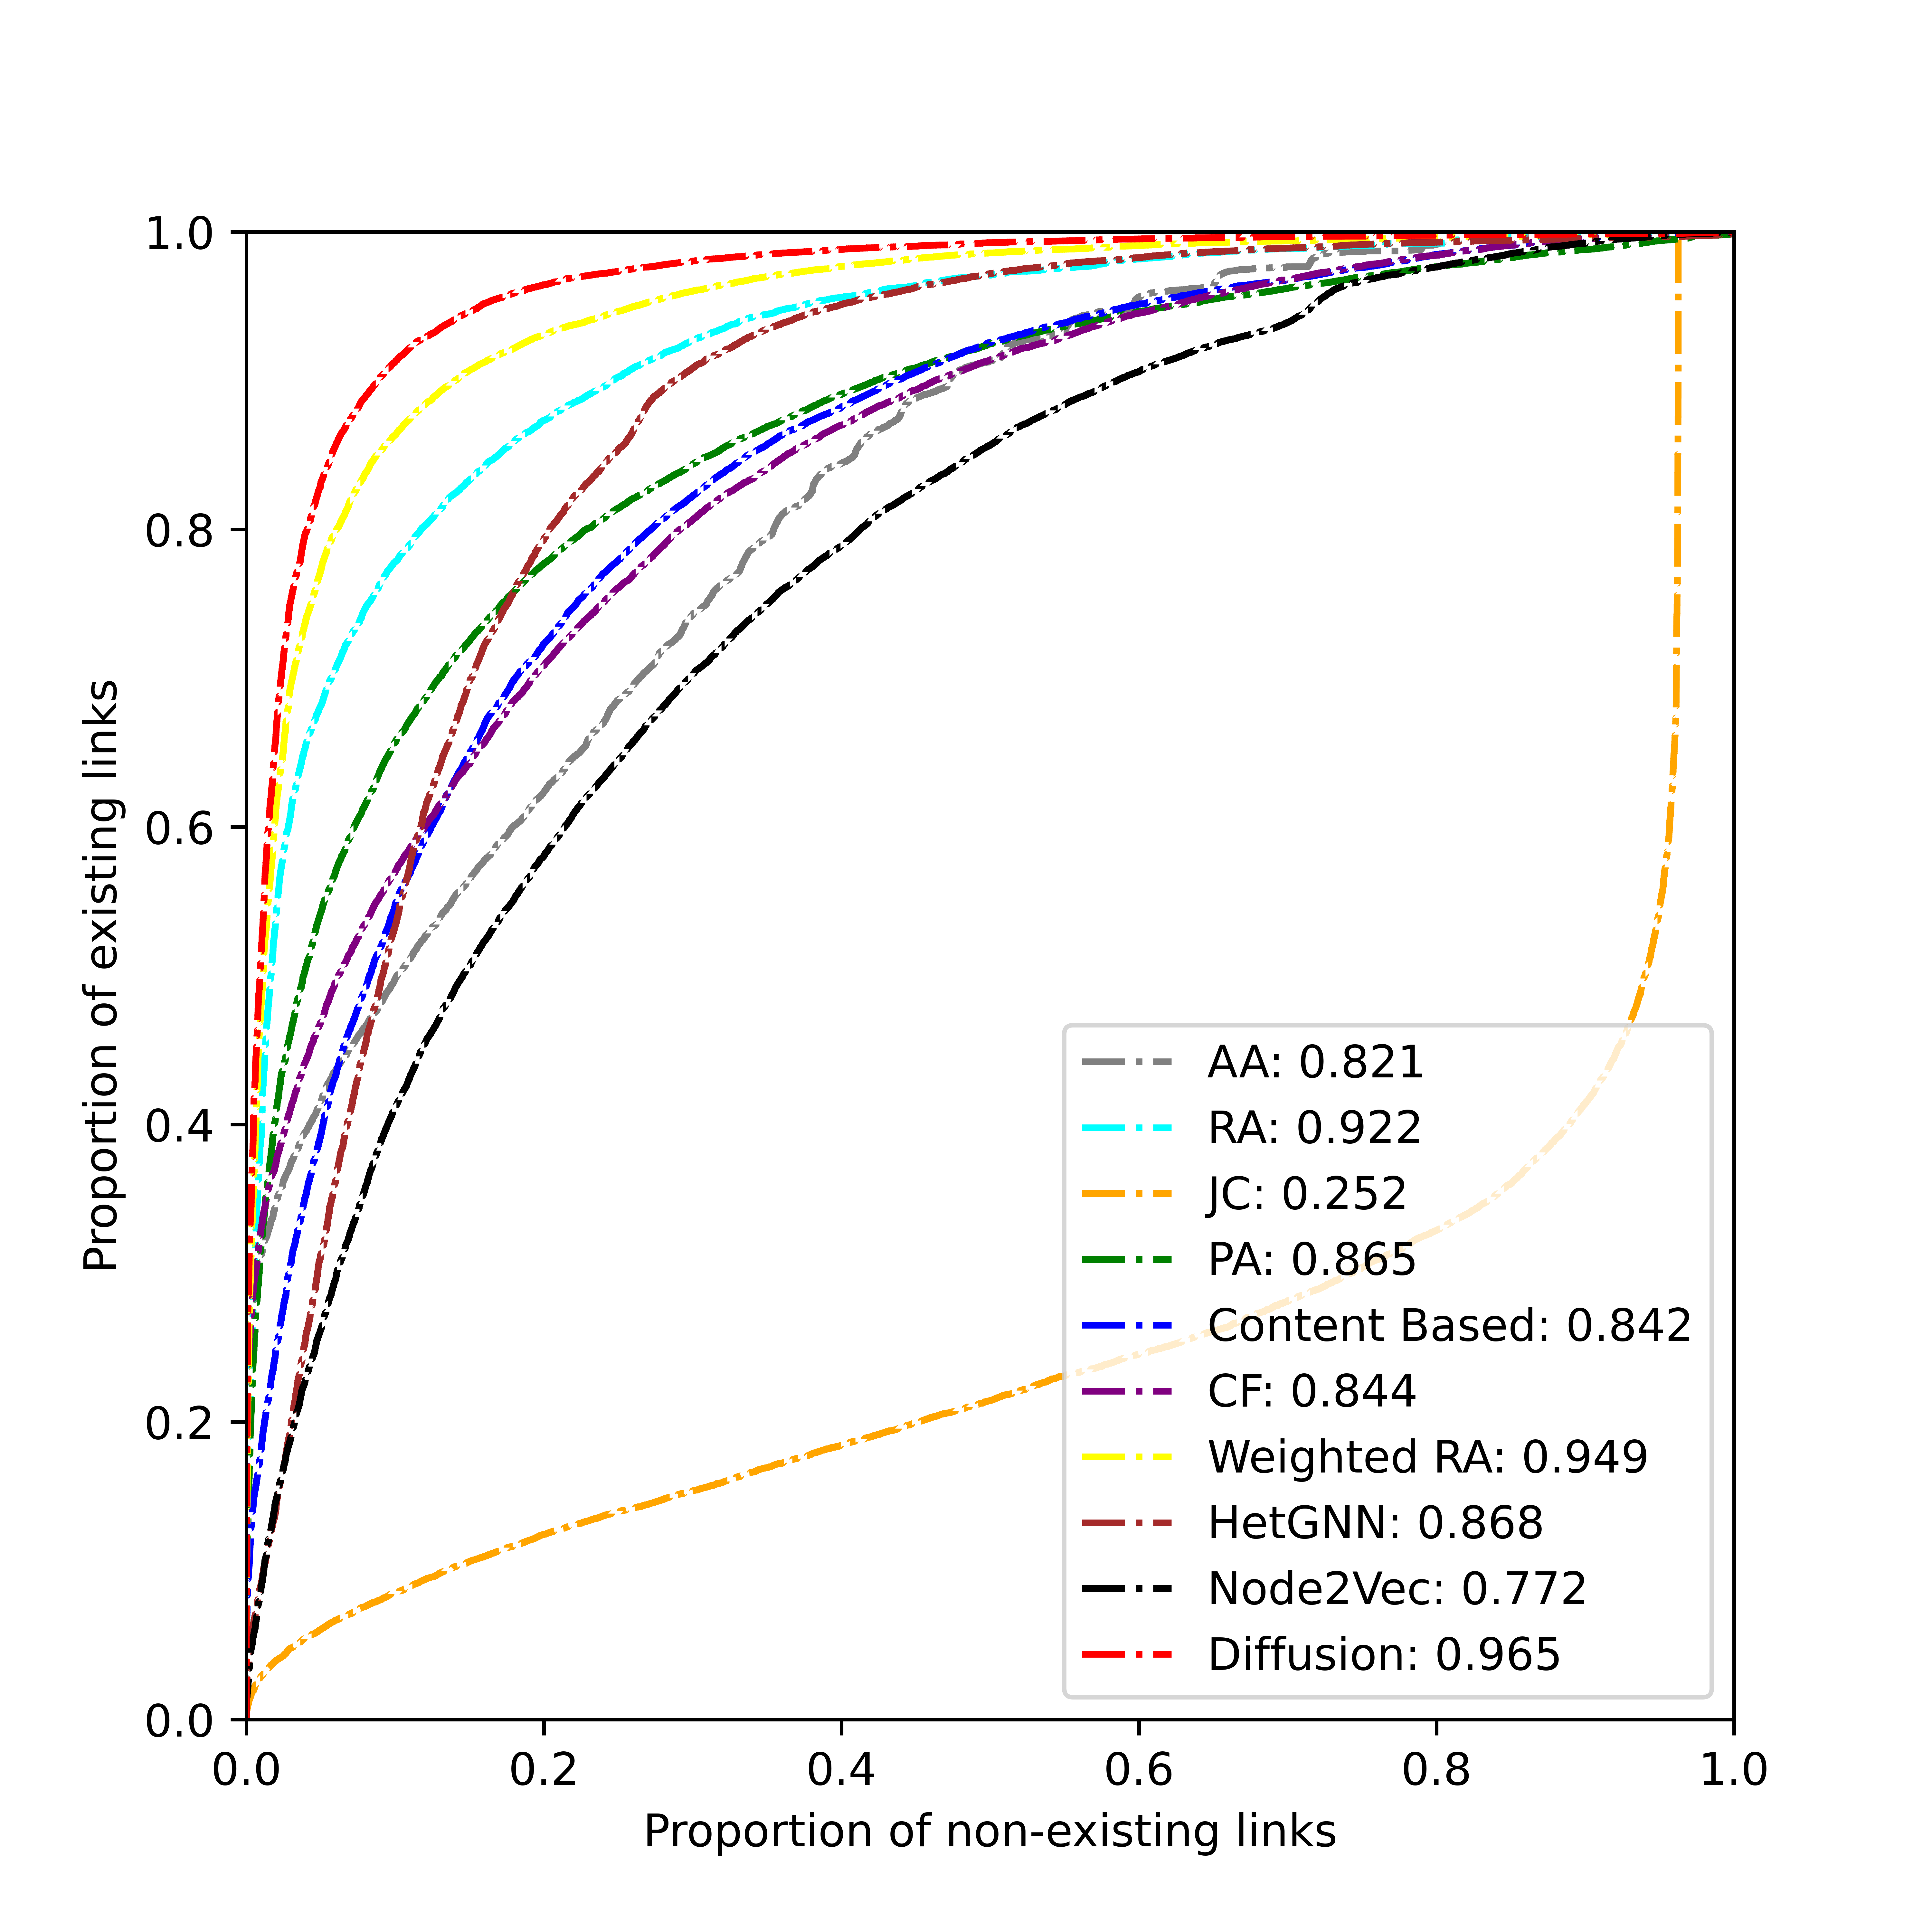 1.0
0.8
0.6
0.4
0.2
0.0
Proportion of existing links
AA: 0.821
RA: 0.922
JC: 0.252
PA: 0.865
Content Based: 0.842
CF: 0.844
Weighted RA: 0.949
HetGNN: 0.868
Node2Vec: 0.772
Diffusion: 0.965
0.0 0.2 0.4 0.6 0.8 1.0
Proportion of non-existing links